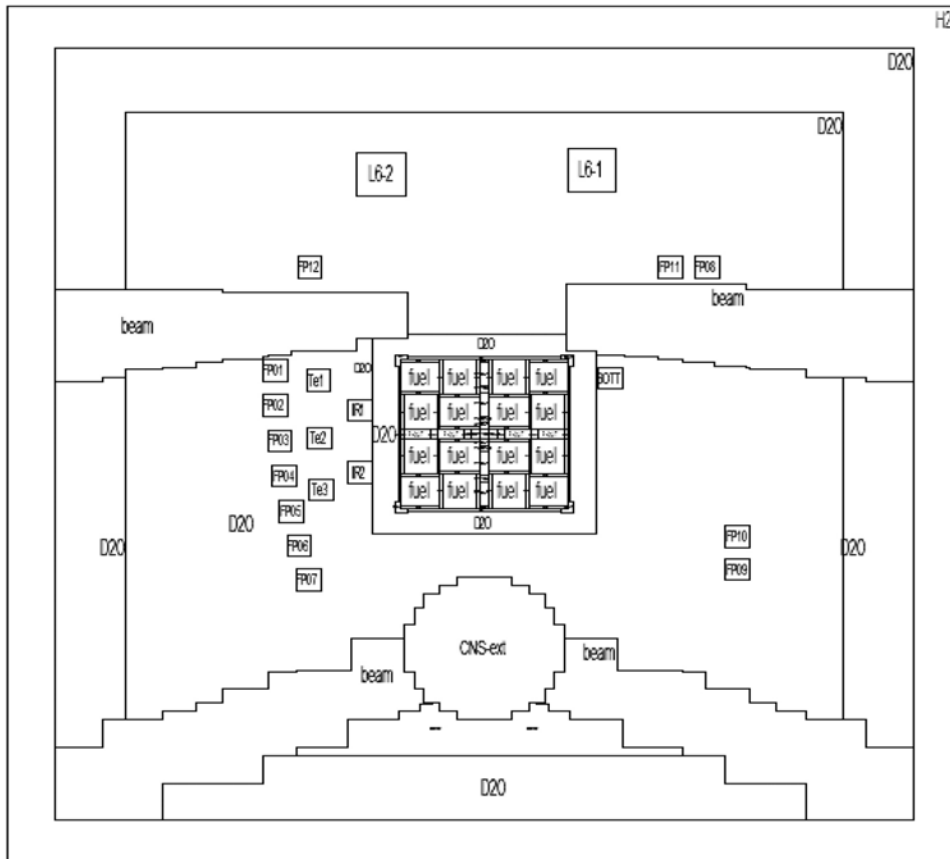 H2
D2O
D2O
L6-2
L6-1
FP12
FP11
FP08
beam
beam
D2O
FP01
Te1
D2O
fuel
fuel
fuel
fuel
BOTT
FP02
IR1
fuel
fuel
fuel
fuel
FP03
Te2
D2O
FP04
IR2
fuel
fuel
fuel
fuel
Te3
fuel
fuel
fuel
fuel
FP05
D2O
D2O
FP10
D2O
FP06
D2O
FP09
FP07
CNS-ext
beam
beam
D2O